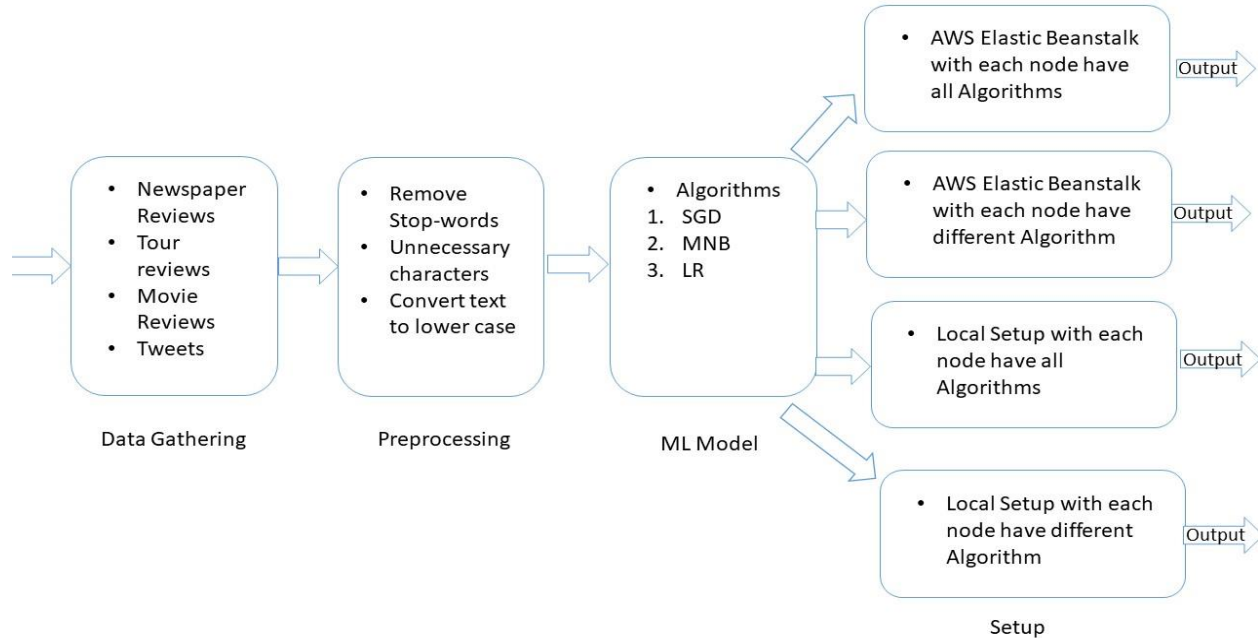 • Newspaper
Reviews
• Tour
reviews
• Movie
Reviews
• Tweets
Data Gathering
• Remove
Stop-words
• Unnecessary
characters
• Convert text
to lower case
Preprocessing
• Algorithms
1. SGD
2. MNB
3. LR
ML Model
• AWS Elastic Beanstalk
with each node have
all Algorithms
Output
• AWS Elastic Beanstalk
with each node have
different Algorithm
Output
• Local Setup with each
node have all
Algorithms
Output
• Local Setup with each
node have different
Algorithm
Output
Setup